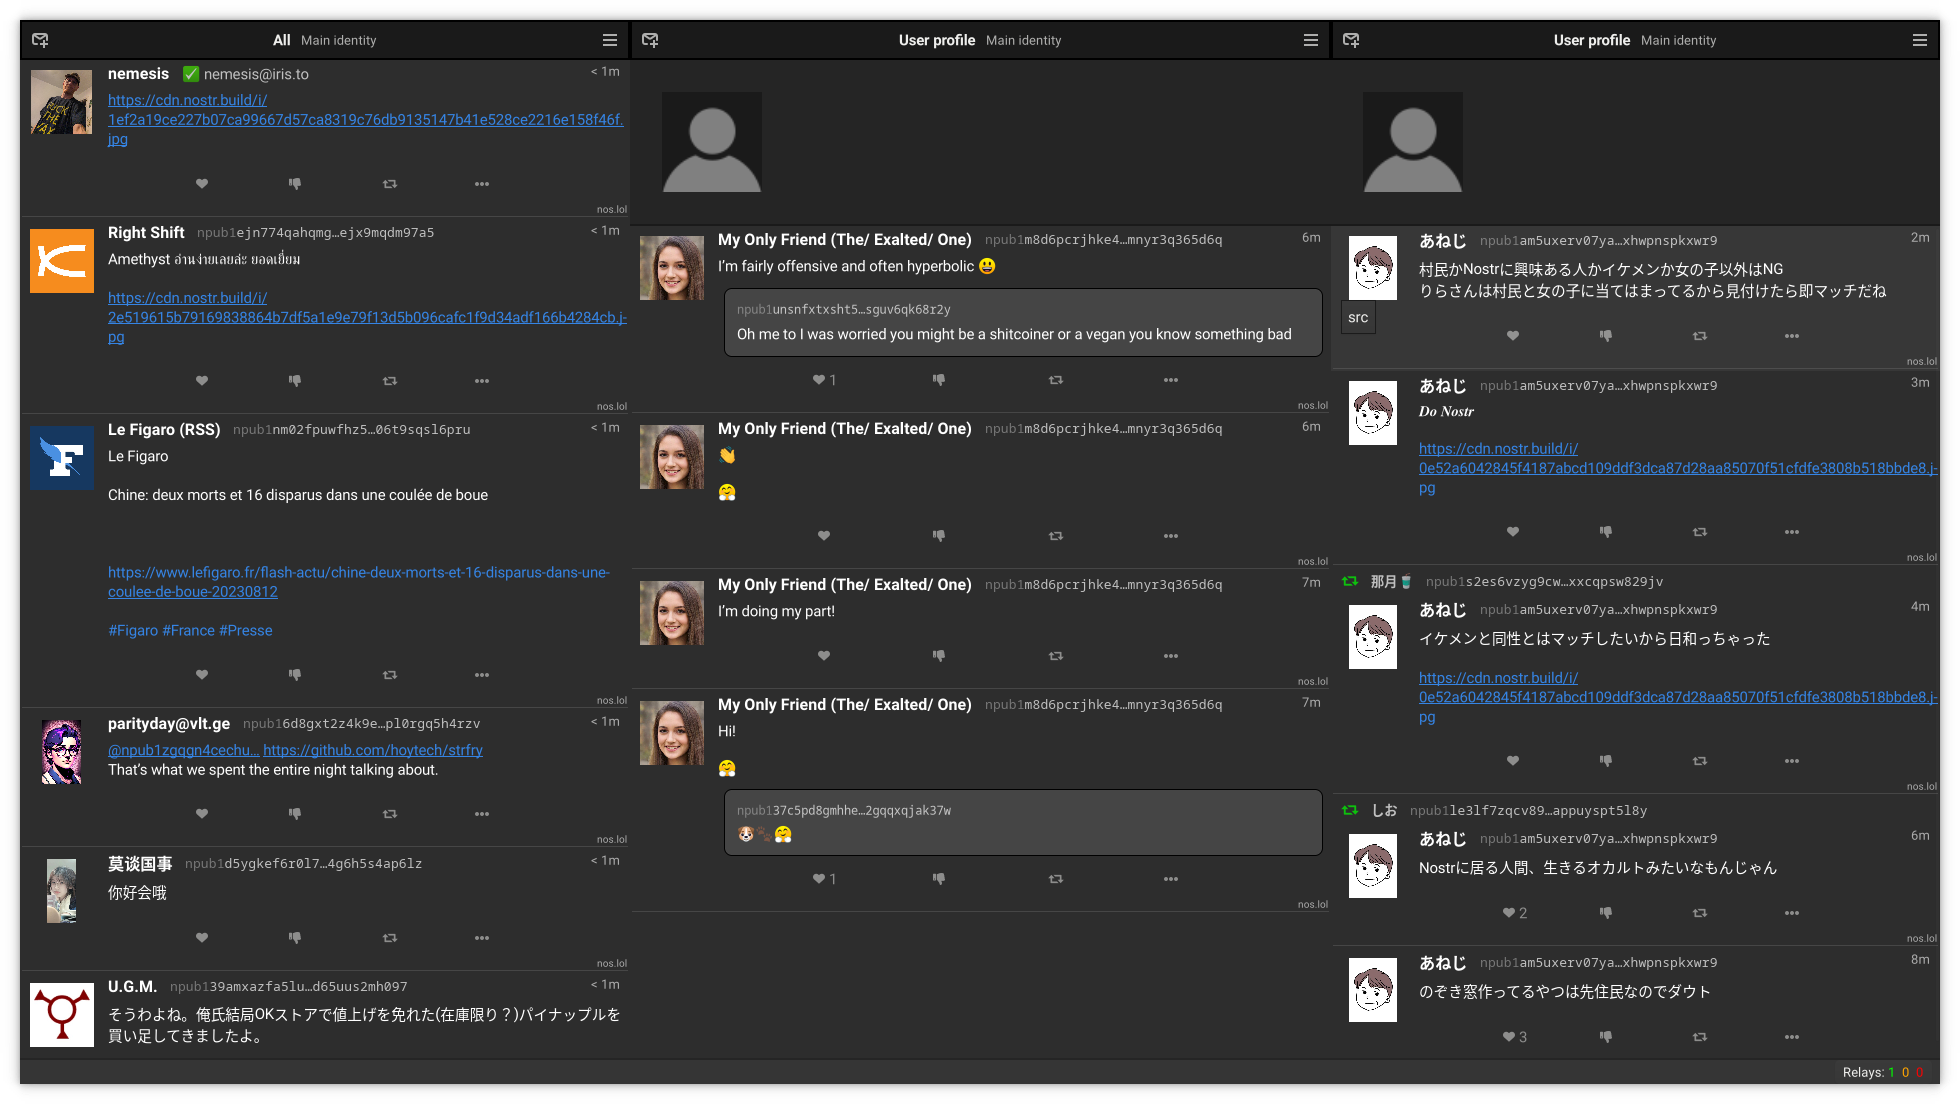 All Main identity
nemesis ✅ nemesis@iris.to < 1m
https://cdn.nostr.build/i/
1ef2a19ce227b07ca99667d57ca8319c76db9135147b41e528ce2216e158f46f.
jpg
nos.lol
Right Shift npub1ejn774qahqmg…ejx9mqdm97a5 < 1m
Amethyst อ่านง่ายเลยล่ะ ยอดเยี่ยม
https://cdn.nostr.build/i/
2e519615b79169838864b7df5a1e9e79f13d5b096cafc1f9d34adf166b4284cb.j-
pg
nos.lol
Le Figaro (RSS) npub1nm02fpuwfhz5…06t9sqsl6pru < 1m
Le Figaro
Chine: deux morts et 16 disparus dans une coulée de boue
https://www.lefigaro.fr/flash-actu/chine-deux-morts-et-16-disparus-dans-une-
coulee-de-boue-20230812
#Figaro #France #Presse
nos.lol
parityday@vlt.ge npub16d8gxt2z4k9e…pl0rgq5h4rzv < 1m
@npub1zgqgn4cechu… https://github.com/hoytech/strfry
That's what we spent the entire night talking about.
nos.lol
莫谈国事 npub1d5ygkef6r0l7…4g6h5s4ap6lz < 1m
你好会哦
nos.lol
U.G.M. npub139amxazfa5lu…d65uus2mh097 < 1m
そうわよね。俺氏結局OKストアで値上げを免れた(在庫限り？)パイナップルを
買い足してきましたよ。
User profile Main identity
My Only Friend (The/ Exalted/ One) npub1m8d6pcrjhke4…mnyr3q365d6q 6m
I'm fairly offensive and often hyperbolic 😀
npub1unsnfxtxsht5…sguv6qk68r2y
Oh me to I was worried you might be a shitcoiner or a vegan you know something bad
1
nos.lol
My Only Friend (The/ Exalted/ One) npub1m8d6pcrjhke4…mnyr3q365d6q 6m
👏
🤗
nos.lol
My Only Friend (The/ Exalted/ One) npub1m8d6pcrjhke4…mnyr3q365d6q 7m
I'm doing my part!
nos.lol
My Only Friend (The/ Exalted/ One) npub1m8d6pcrjhke4…mnyr3q365d6q 7m
Hi!
🤗
npub137c5pd8gmhhe…2gqqxqjak37w
🐶🐾🤗
1
nos.lol
User profile Main identity
あねじ npub1am5uxerv07ya…xhwpnspkxwr9 2m
村民かNostrに興味ある人かイケメンか女の子以外はNG
りらさんは村民と女の子に当てはまってるから見付けたら即マッチだね
src
nos.lol
あねじ npub1am5uxerv07ya…xhwpnspkxwr9 3m
𝑫𝒐 𝑵𝒐𝒔𝒕𝒓
https://cdn.nostr.build/i/
0e52a6042845f4187abcd109ddf3dca87d28aa85070f51cfdfe3808b518bbde8.j-
pg
nos.lol
那月🥤 npub1s2es6vzyg9cw…xxcqpsw829jv
あねじ npub1am5uxerv07ya…xhwpnspkxwr9 4m
イケメンと同性とはマッチしたいから日和っちゃった
https://cdn.nostr.build/i/
0e52a6042845f4187abcd109ddf3dca87d28aa85070f51cfdfe3808b518bbde8.j-
pg
nos.lol
しお npub1le3lf7zqcv89…appuyspt5l8y
あねじ npub1am5uxerv07ya…xhwpnspkxwr9 6m
Nostrに居る人間、生きるオカルトみたいなもんじゃん
2
nos.lol
あねじ npub1am5uxerv07ya…xhwpnspkxwr9 8m
のぞき窓作ってるやつは先住民なのでダウト
3
Relays: 1 0 0